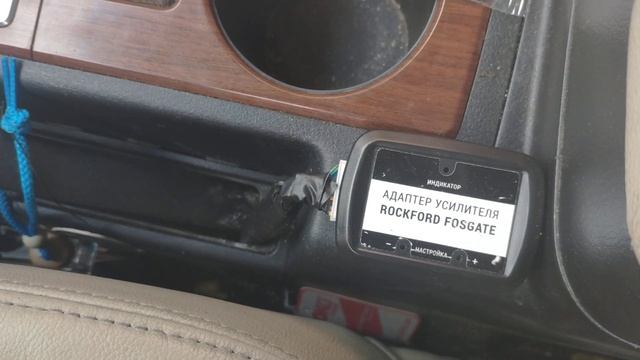 ИНДИКАТОР
АДАПТЕР УСИЛИТЕЛЯ
ROCKFORD FOSGATE
- НАСТРОЙКА +